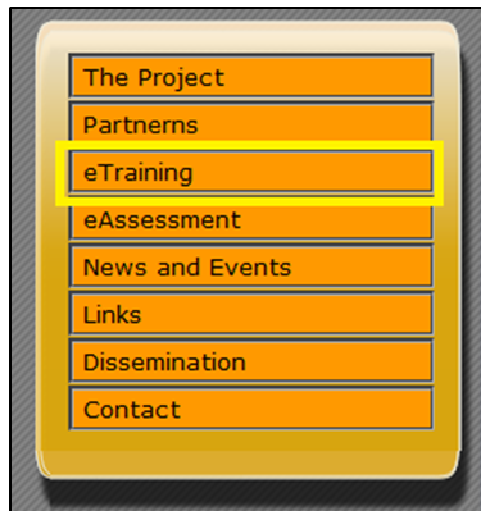 The Project
Partnerns
eTraining
eAssessment
News and Events
Links
Dissemination
Contact